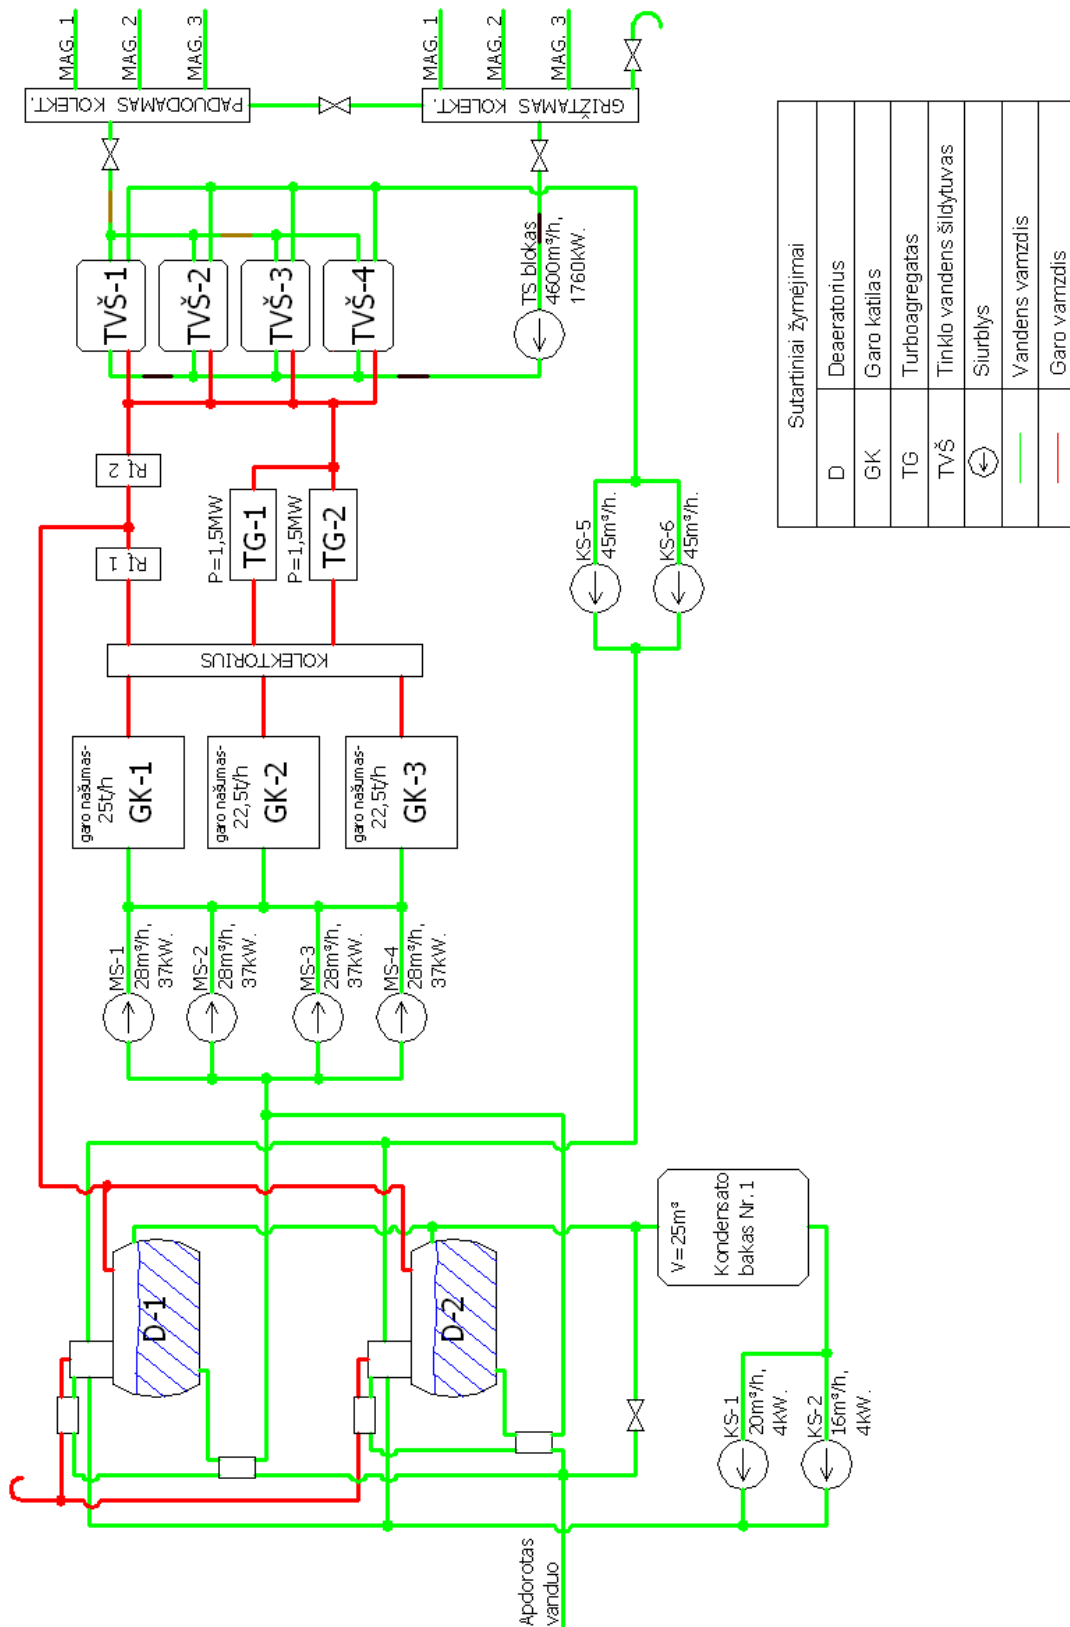 MAG. 1
MAG. 2
MAG. 3
PADUODAMAS KOLEKT.
MAG. 1
MAG. 2
MAG. 3
GRIŽTAMAS KOLEKT.
TVŠ-1
TVŠ-2
TVŠ-3
TVŠ-4
TS blokas
4600m³/h,
1760kW.
RĮ 2
RĮ 1
P=1,5MW
TG-1
P=1,5MW
TG-2
KS-5
45m³/h.
KS-6
45m³/h.
KOLEKTORIUS
garo našumas-
25t/h
GK-1
garo našumas-
22,5t/h
GK-2
garo našumas-
22,5t/h
GK-3
MS-1
28m³/h,
37kW.
MS-2
28m³/h,
37kW.
MS-3
28m³/h,
37kW.
MS-4
28m³/h,
37kW.
D-1
D-2
V=25m³
Kondensato
bakas Nr.1
KS-1
20m³/h,
4kW.
KS-2
16m³/h,
4kW.
Apdorotas
vanduo
Sutartiniai žymėjimai
D Deaeratorius
GK Garo katilas
TG Turboagregatas
TVŠ Tinklo vandens šildytuvas
Siurblys
Vandens vamzdis
Garo vamzdis